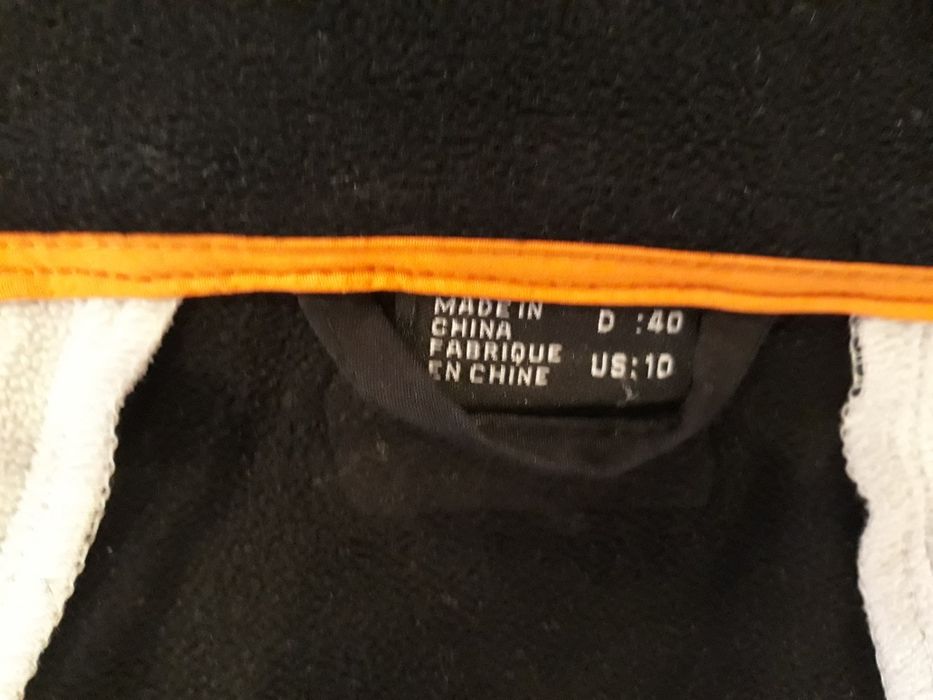 MADE IN
CHINA
FABRIQUE
EN CHINE
D :40
US:10